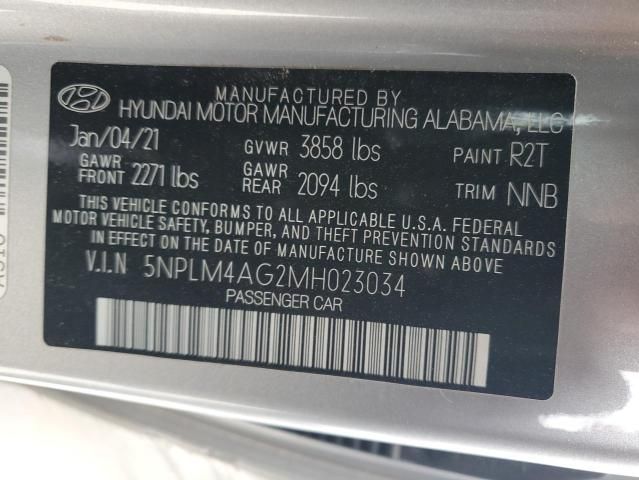 MANUFACTURED BY
HYUNDAI MOTOR MANUFACTURING ALABAMA, LLC
Jan/04/21 GVWR 3858 lbs PAINT R2T
GAWR FRONT 2271 lbs GAWR REAR 2094 lbs TRIM NNB
THIS VEHICLE CONFORMS TO ALL APPLICABLE U.S.A. FEDERAL
MOTOR VEHICLE SAFETY, BUMPER, AND THEFT PREVENTION STANDARDS
IN EFFECT ON THE DATE OF MANUFACTURE SHOWN ABOVE.
V.I.N 5NPLM4AG2MH023034
PASSENGER CAR